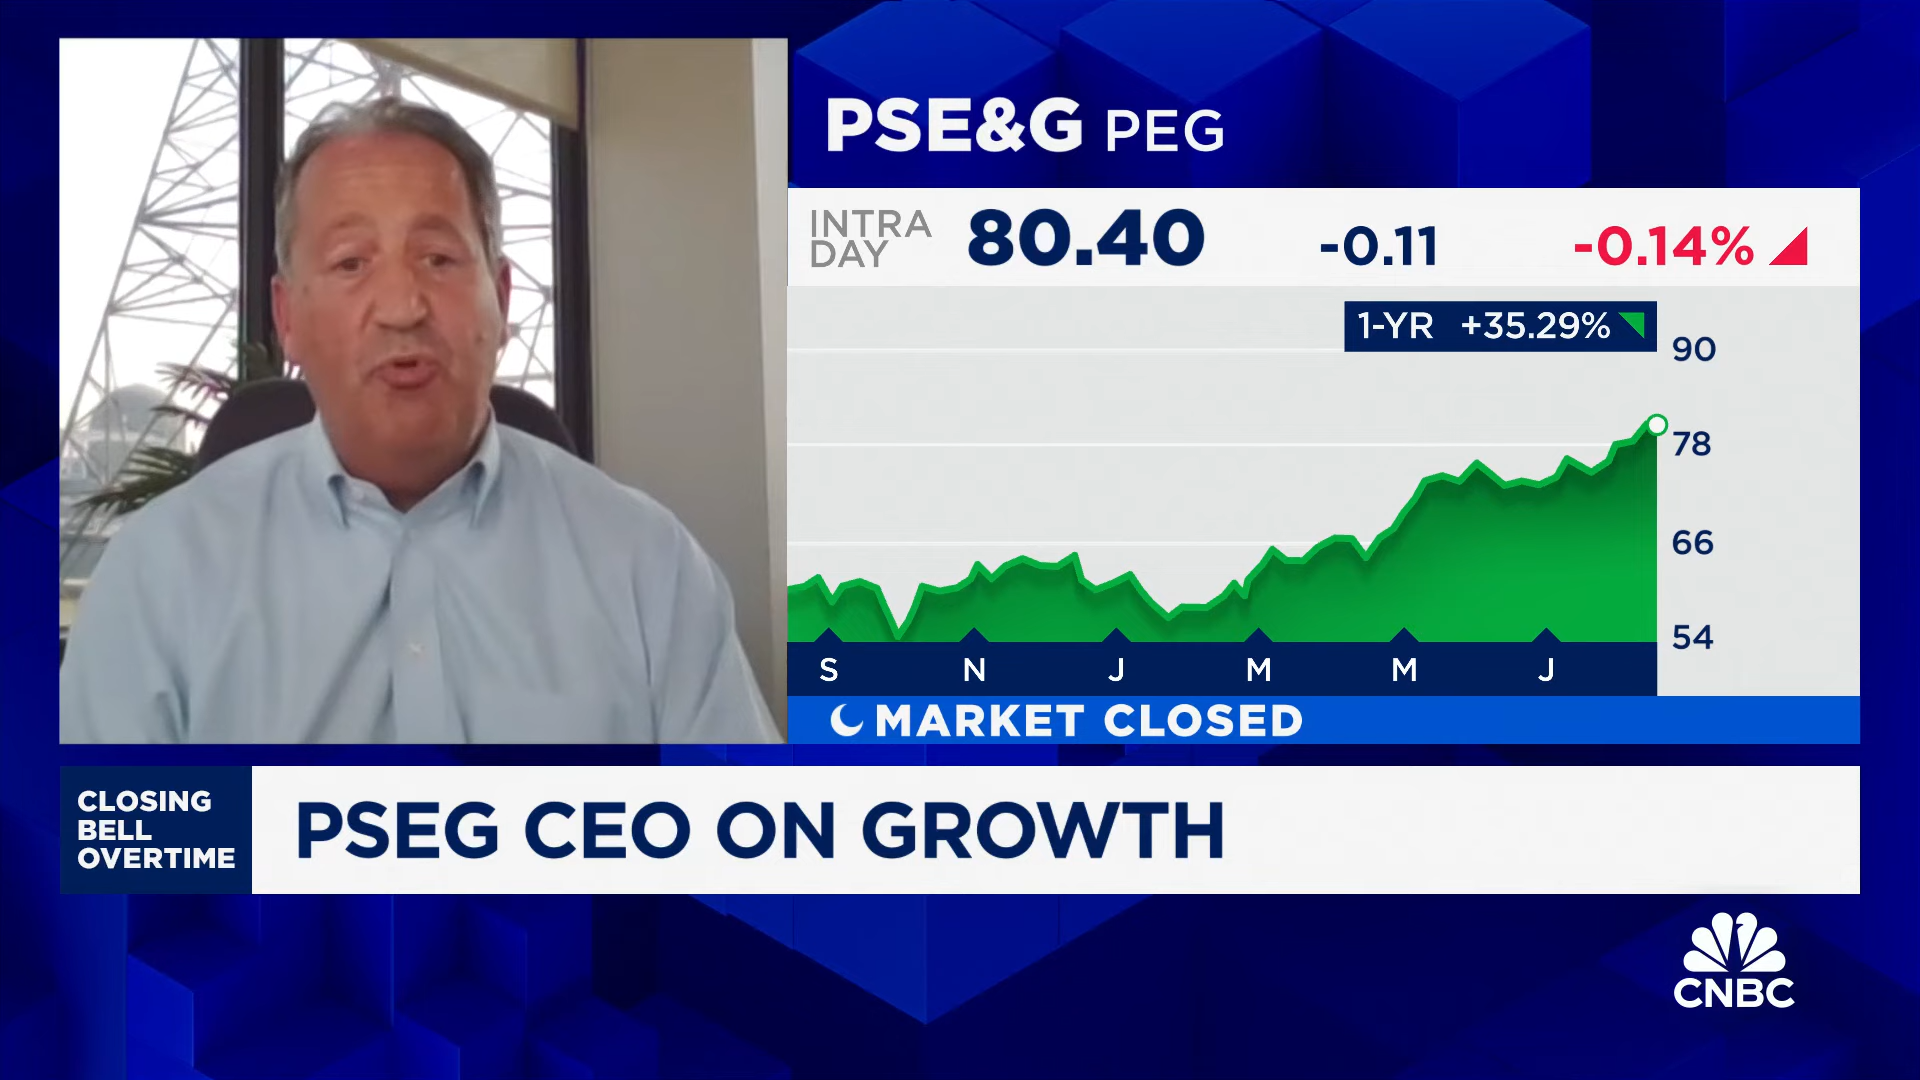 PSE&G PEG
INTRA
DAY
80.40
-0.11
-0.14%
1-YR +35.29%
90
78
66
54
S N J M M J
MARKET CLOSED
CLOSING
BELL
OVERTIME
PSEG CEO ON GROWTH
CNBC